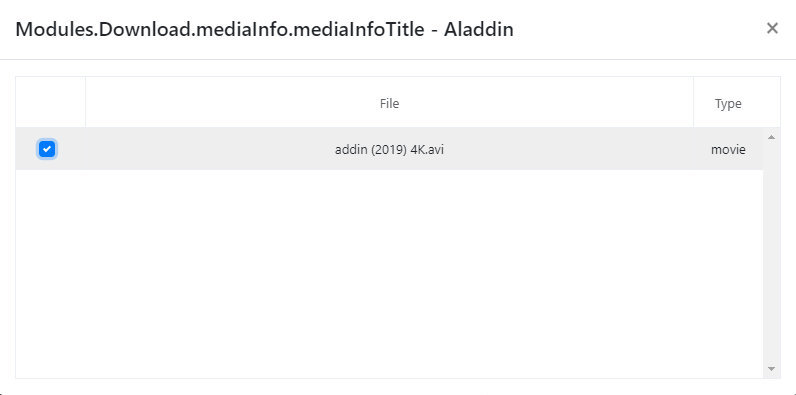 Modules.Download.mediaInfo.mediaInfoTitle - Aladdin
File
Type
addin (2019) 4K.avi
movie